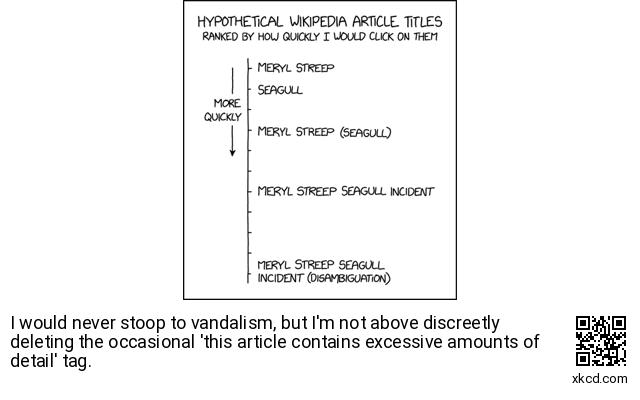 HYPOTHETICAL WIKIPEDIA ARTICLE TITLES
RANKED BY HOW QUICKLY I WOULD CLICK ON THEM
MERYL STREEP
SEAGULL
MORE
QUICKLY
MERYL STREEP (SEAGULL)
MERYL STREEP SEAGULL INCIDENT
MERYL STREEP SEAGULL
INCIDENT (DISAMBIGUATION)
I would never stoop to vandalism, but I'm not above discreetly
deleting the occasional 'this article contains excessive amounts of
detail' tag.
xkcd.com